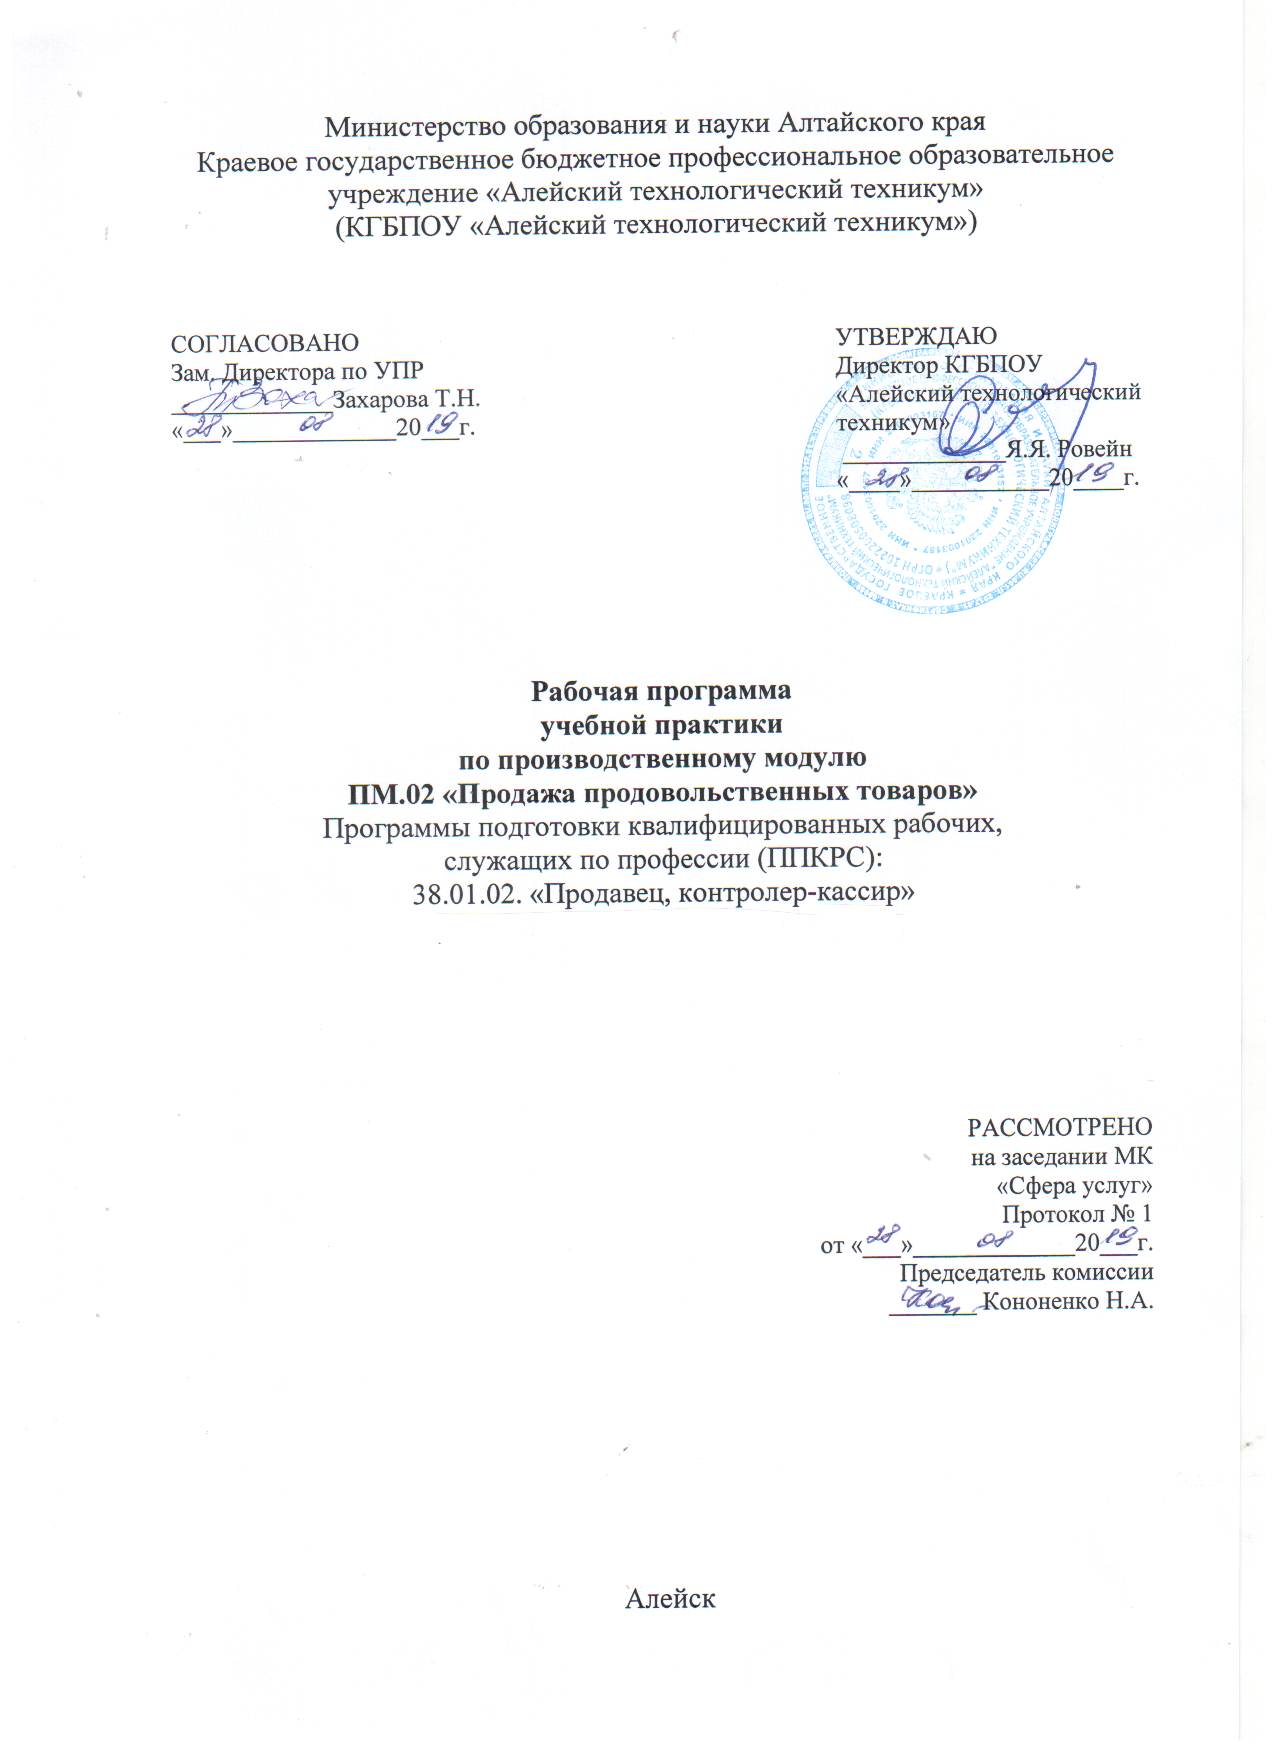 Министерство образования и науки Алтайского края
Краевое государственное бюджетное профессиональное образовательное
учреждение «Алейский технологический техникум»
(КГБПОУ «Алейский технологический техникум»)
СОГЛАСОВАНО
Зам. Директора по УПР
Захарова Т.Н.
«28» 08 2019г.
УТВЕРЖДАЮ
Директор КГБПОУ
«Алейский технологический
техникум»
Я.Я. Ровейн
«28» 08 2019г.
Рабочая программа
учебной практики
по производственному модулю
ПМ.02 «Продажа продовольственных товаров»
Программы подготовки квалифицированных рабочих,
служащих по профессии (ППКРС):
38.01.02. «Продавец, контролер-кассир»
РАССМОТРЕНО
на заседании МК
«Сфера услуг»
Протокол № 1
от «28» 08 2019г.
Председатель комиссии
Кононенко Н.А.
Алейск